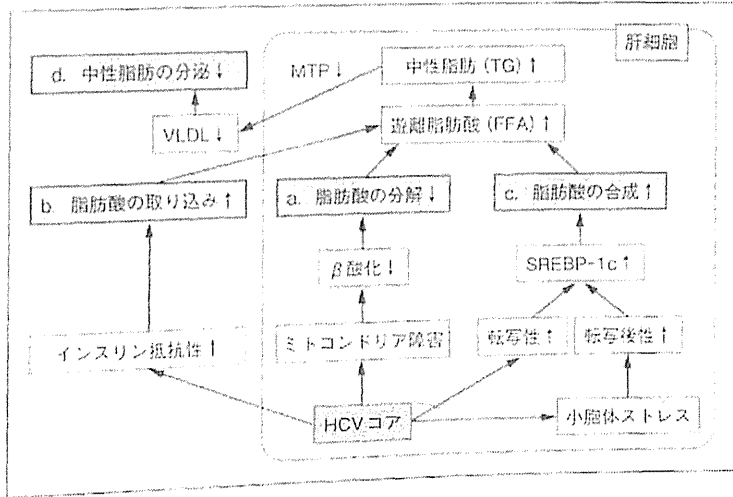 肝細胞
d. 中性脂肪の分泌↓
MTP↓
中性脂肪 (TG)↑
VLDL↓
遊離脂肪酸 (FFA)↑
b. 脂肪酸の取り込み↑
a. 脂肪酸の分解↓
c. 脂肪酸の合成↑
β酸化↓
SREBP-1c↑
インスリン抵抗性↑
ミトコンドリア障害
転写性↑
転写後性↑
HCVコア
小胞体ストレス